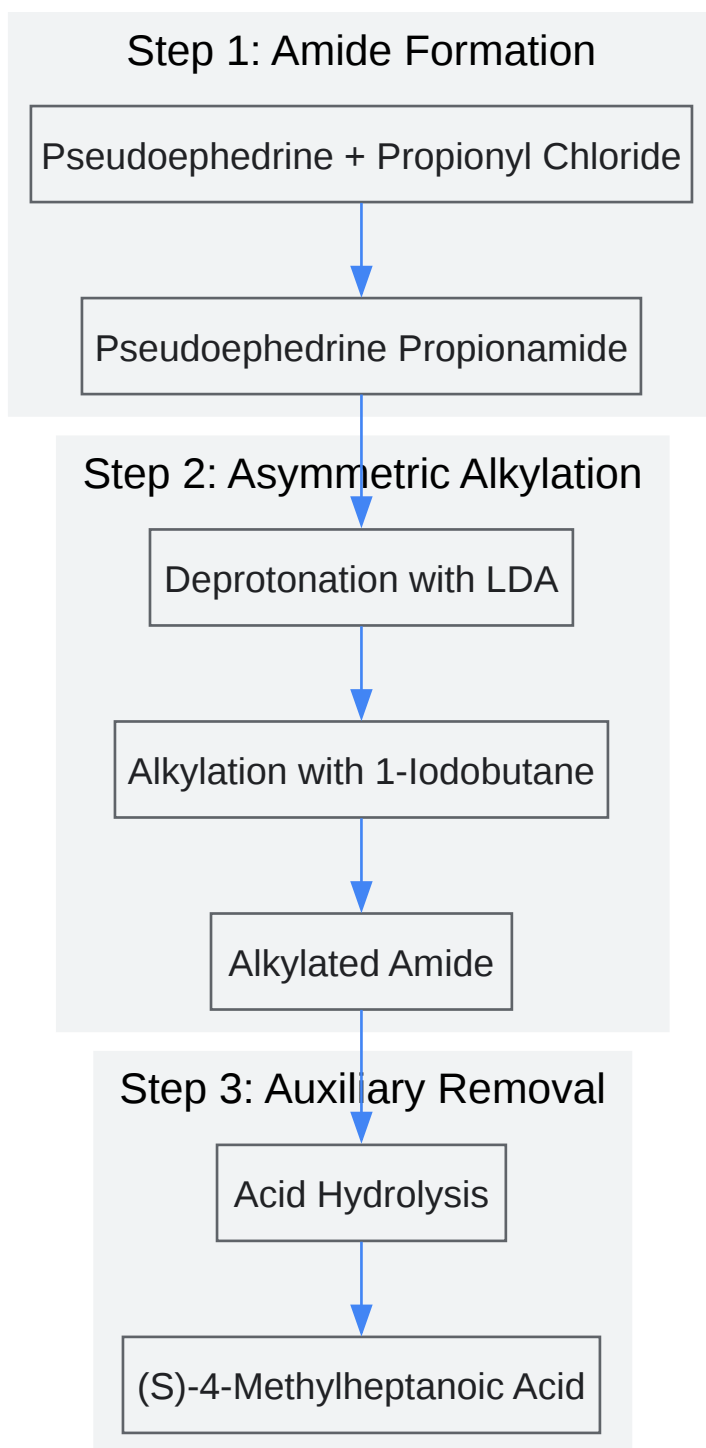 Step 1: Amide Formation
Pseudoephedrine + Propionyl Chloride
Pseudoephedrine Propionamide
Step 2: Asymmetric Alkylation
Deprotonation with LDA
Alkylation with 1-Iodobutane
Alkylated Amide
Step 3: Auxiliary Removal
Acid Hydrolysis
(S)-4-Methylheptanoic Acid